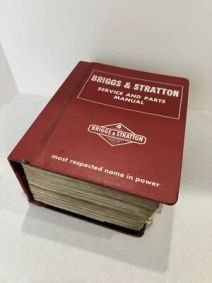 BRIGGS & STRATTON
SERVICE AND PARTS
MANUAL
BRIGGS & STRATTON
most respected name in power